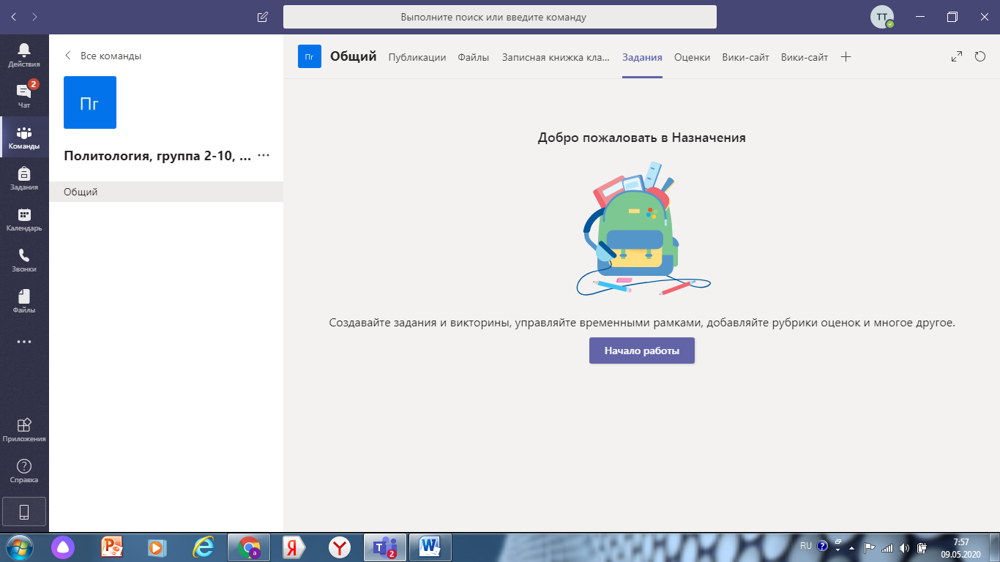 Выполните поиск или введите команду
ТТ
Действия
2
Чат
Команды
Задания
Календарь
Звонки
Файлы
Приложения
Справка
Все команды
Пг
Политология, группа 2-10, ...
Общий
Пг
Общий
Публикации
Файлы
Записная книжка кла...
Задания
Оценки
Вики-сайт
Вики-сайт
Добро пожаловать в Назначения
Создавайте задания и викторины, управляйте временными рамками, добавляйте рубрики оценок и многое другое.
Начало работы
a
2
RU
7:57
09.05.2020